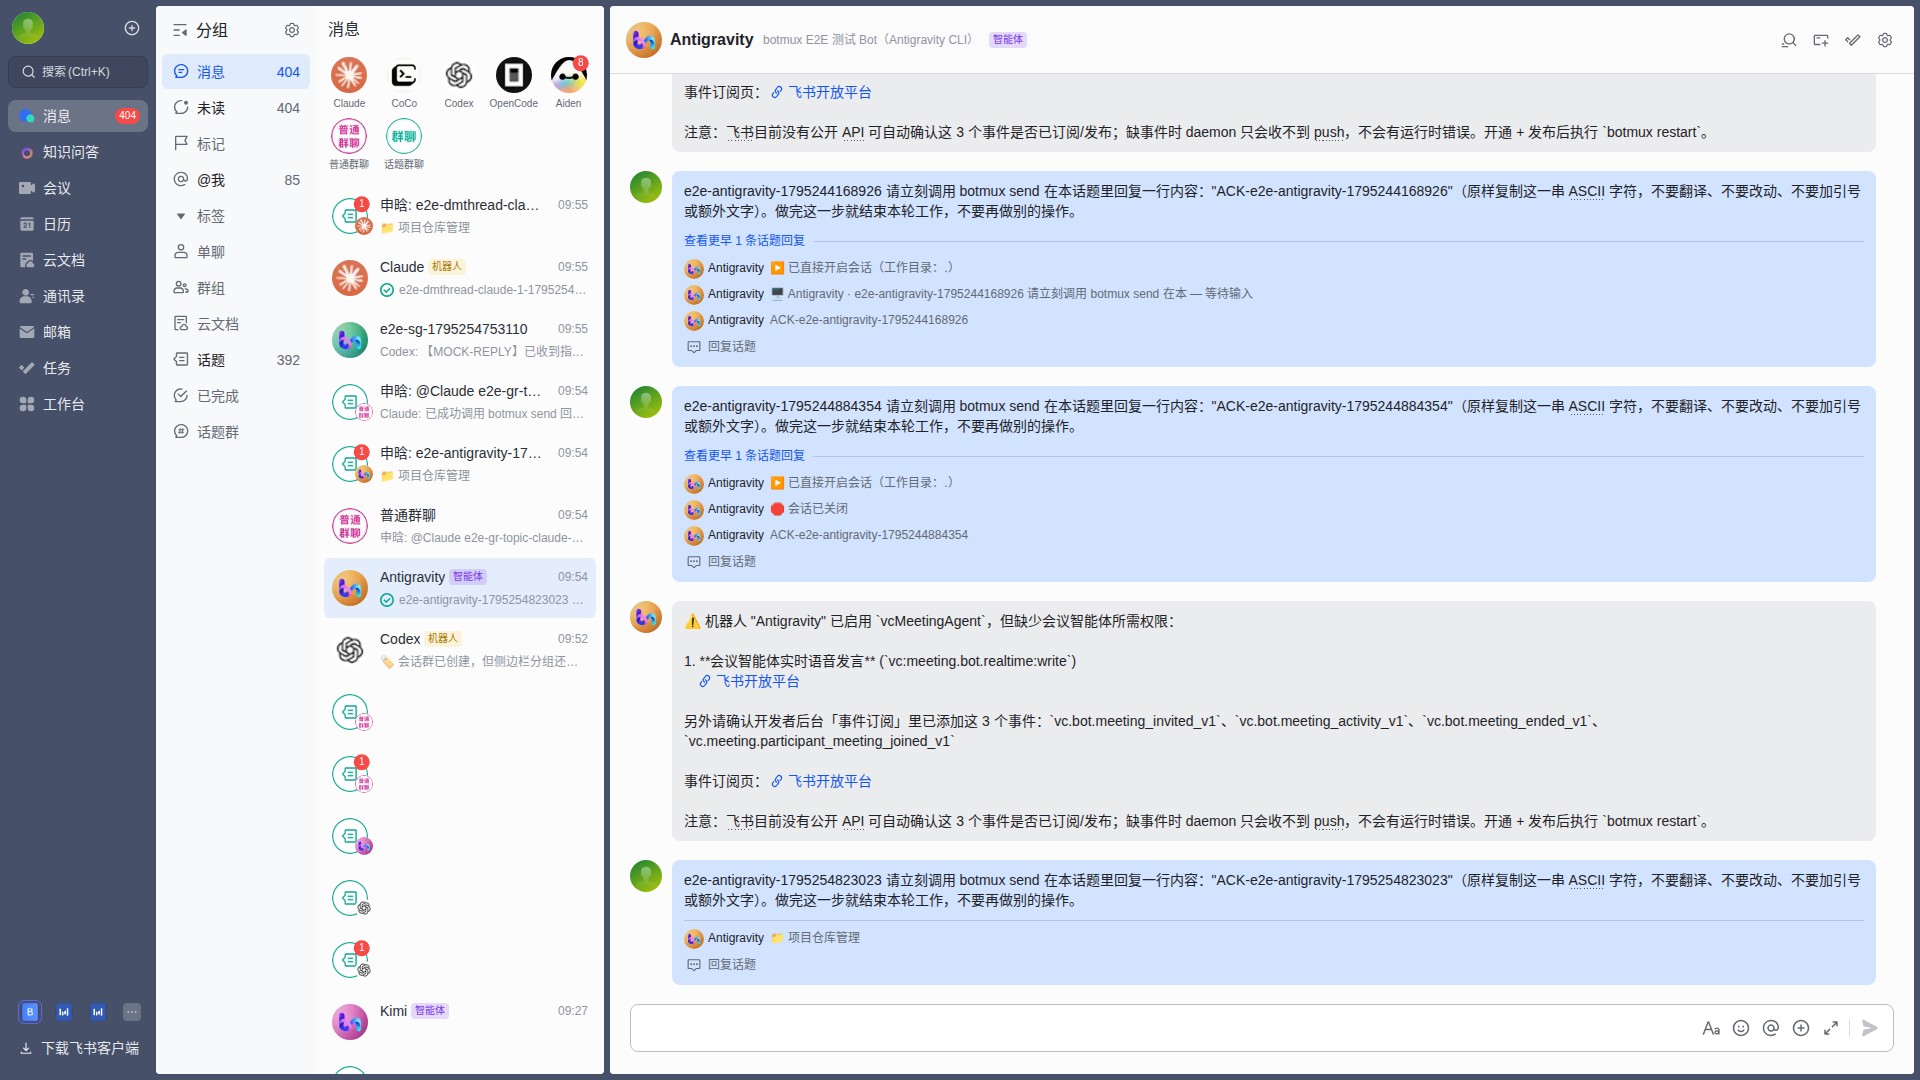 搜索 (Ctrl+K)
消息
404
知识问答
会议
日历
云文档
通讯录
邮箱
任务
工作台
B
下载飞书客户端
分组
消息 404
未读 404
标记
@我 85
标签
单聊
群组
云文档
话题 392
已完成
话题群
消息
Claude
CoCo
Codex
OpenCode
8
Aiden
普通群聊
普通群聊
群聊
话题群聊
1
申晗: e2e-dmthread-cla… 09:55
📁 项目仓库管理
Claude 机器人 09:55
e2e-dmthread-claude-1-1795254…
e2e-sg-1795254753110 09:55
Codex: 【MOCK-REPLY】已收到指…
申晗: @Claude e2e-gr-t… 09:54
Claude: 已成功调用 botmux send 回…
1
申晗: e2e-antigravity-17… 09:54
📁 项目仓库管理
普通群聊
普通群聊 09:54
申晗: @Claude e2e-gr-topic-claude-…
Antigravity 智能体 09:54
e2e-antigravity-1795254823023 …
Codex 机器人 09:52
🏷️ 会话群已创建，但侧边栏分组还…
1
1
Kimi 智能体 09:27
Antigravity botmux E2E 测试 Bot（Antigravity CLI） 智能体
事件订阅页： 飞书开放平台
注意：飞书目前没有公开 API 可自动确认这 3 个事件是否已订阅/发布；缺事件时 daemon 只会收不到 push，不会有运行时错误。开通 + 发布后执行 `botmux restart`。
e2e-antigravity-1795244168926 请立刻调用 botmux send 在本话题里回复一行内容："ACK-e2e-antigravity-1795244168926"（原样复制这一串 ASCII 字符，不要翻译、不要改动、不要加引号
或额外文字）。做完这一步就结束本轮工作，不要再做别的操作。
查看更早 1 条话题回复
Antigravity ▶️ 已直接开启会话（工作目录：.）
Antigravity 🖥️ Antigravity · e2e-antigravity-1795244168926 请立刻调用 botmux send 在本 — 等待输入
Antigravity ACK-e2e-antigravity-1795244168926
回复话题
e2e-antigravity-1795244884354 请立刻调用 botmux send 在本话题里回复一行内容："ACK-e2e-antigravity-1795244884354"（原样复制这一串 ASCII 字符，不要翻译、不要改动、不要加引号
或额外文字）。做完这一步就结束本轮工作，不要再做别的操作。
查看更早 1 条话题回复
Antigravity ▶️ 已直接开启会话（工作目录：.）
Antigravity 🛑 会话已关闭
Antigravity ACK-e2e-antigravity-1795244884354
回复话题
⚠️ 机器人 "Antigravity" 已启用 `vcMeetingAgent`，但缺少会议智能体所需权限：
1. **会议智能体实时语音发言** (`vc:meeting.bot.realtime:write`)
飞书开放平台
另外请确认开发者后台「事件订阅」里已添加这 3 个事件：`vc.bot.meeting_invited_v1`、`vc.bot.meeting_activity_v1`、`vc.bot.meeting_ended_v1`、
`vc.meeting.participant_meeting_joined_v1`
事件订阅页： 飞书开放平台
注意：飞书目前没有公开 API 可自动确认这 3 个事件是否已订阅/发布；缺事件时 daemon 只会收不到 push，不会有运行时错误。开通 + 发布后执行 `botmux restart`。
e2e-antigravity-1795254823023 请立刻调用 botmux send 在本话题里回复一行内容："ACK-e2e-antigravity-1795254823023"（原样复制这一串 ASCII 字符，不要翻译、不要改动、不要加引号
或额外文字）。做完这一步就结束本轮工作，不要再做别的操作。
Antigravity 📁 项目仓库管理
回复话题
Aa